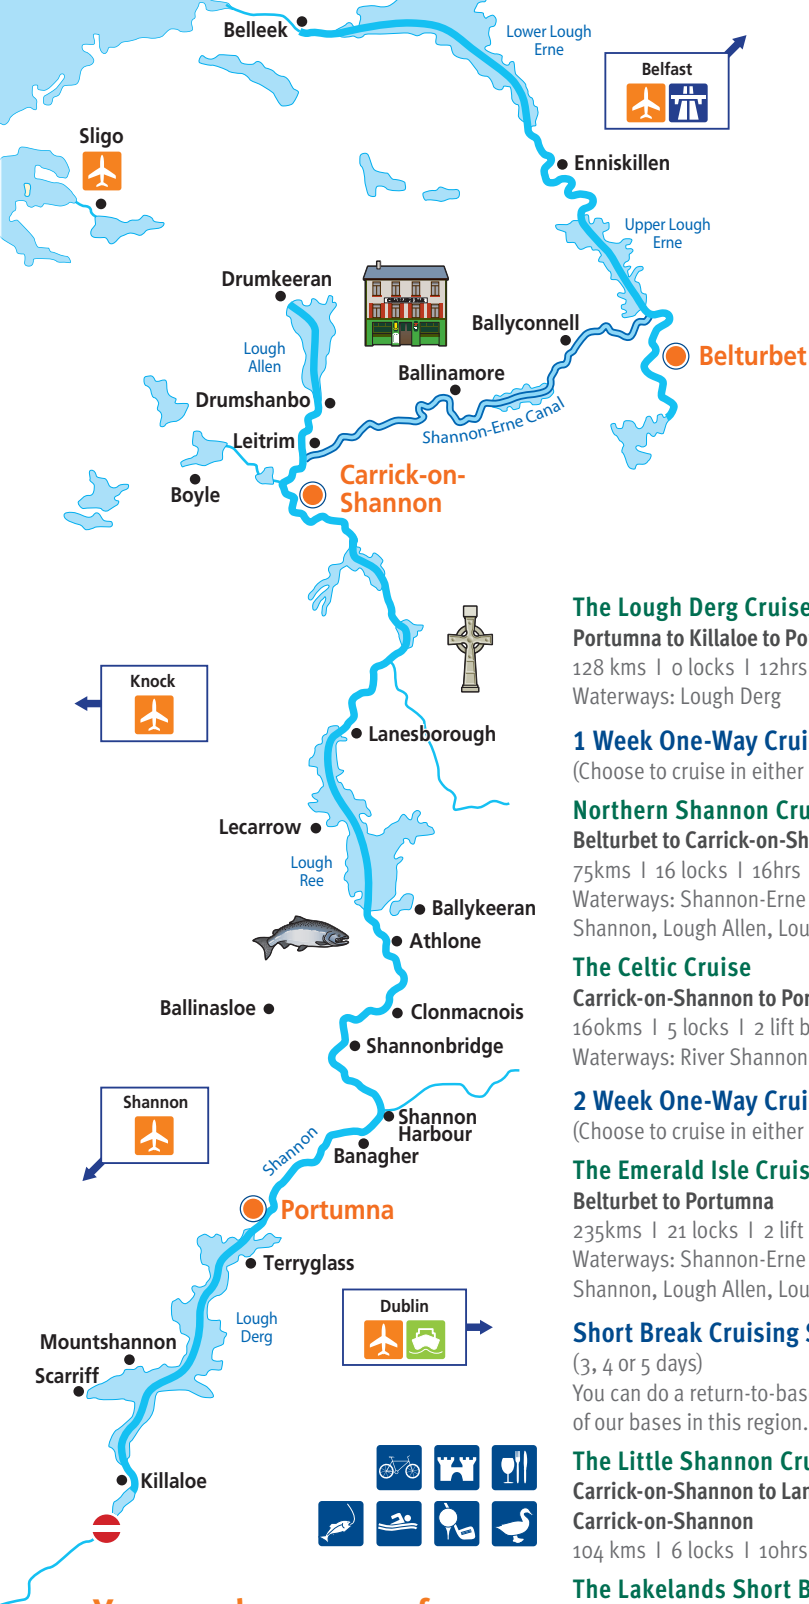 Belleek
Lower Lough
Erne
Belfast
Sligo
Enniskillen
Upper Lough
Erne
Drumkeeran
Ballyconnell
Lough
Allen
Belturbet
Ballinamore
Drumshanbo
Shannon-Erne Canal
Leitrim
Carrick-on-
Shannon
Boyle
Knock
Lanesborough
Lecarrow
Lough
Ree
Ballykeeran
Athlone
Ballinasloe
Clonmacnois
Shannonbridge
Shannon
Shannon
Harbour
Banagher
Shannon
Portumna
Terryglass
Dublin
Lough
Derg
Mountshannon
Scarriff
Killaloe
The Lough Derg Cruise
Portumna to Killaloe to Po
128 kms I 0 locks I 12hrs
Waterways: Lough Derg
1 Week One-Way Crui
(Choose to cruise in either
Northern Shannon Cru
Belturbet to Carrick-on-Sh
75kms I 16 locks I 16hrs
Waterways: Shannon-Erne
Shannon, Lough Allen, Lou
The Celtic Cruise
Carrick-on-Shannon to Por
160kms I 5 locks I 2 lift b
Waterways: River Shannon
2 Week One-Way Crui
(Choose to cruise in either
The Emerald Isle Cruis
Belturbet to Portumna
235kms I 21 locks I 2 lift
Waterways: Shannon-Erne
Shannon, Lough Allen, Lou
Short Break Cruising S
(3, 4 or 5 days)
You can do a return-to-bas
of our bases in this region.
The Little Shannon Cru
Carrick-on-Shannon to Lan
Carrick-on-Shannon
104 kms I 6 locks I 10hrs
The Lakelands Short B